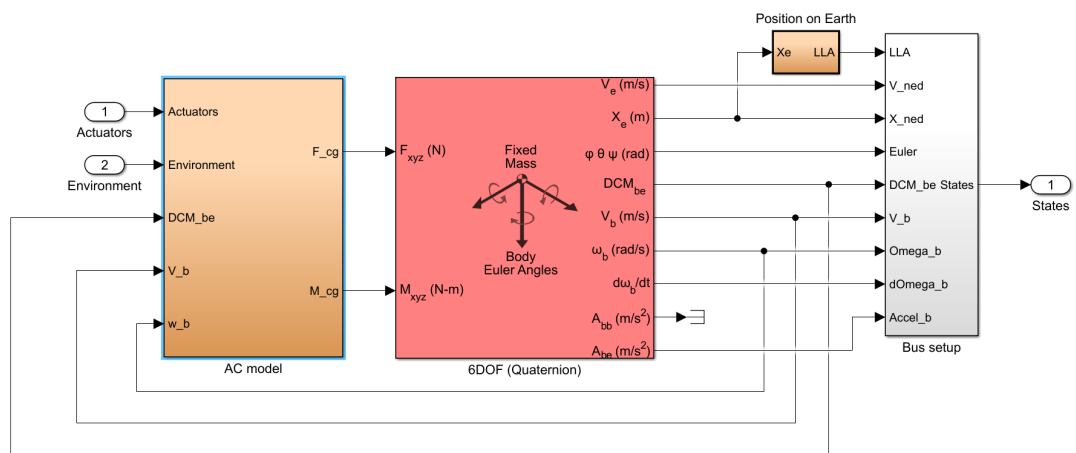 Position on Earth
Xe LLA
1
Actuators
2
Environment
Actuators
Environment
DCM_be
V_b
w_b
F_cg
M_cg
AC model
F_xyz (N)
M_xyz (N-m)
Fixed
Mass
Body
Euler Angles
V_e (m/s)
X_e (m)
φ θ ψ (rad)
DCM_be
V_b (m/s)
ω_b (rad/s)
dω_b/dt
A_bb (m/s²)
A_be (m/s²)
6DOF (Quaternion)
LLA
V_ned
X_ned
Euler
DCM_be States
V_b
Omega_b
dOmega_b
Accel_b
Bus setup
1
States